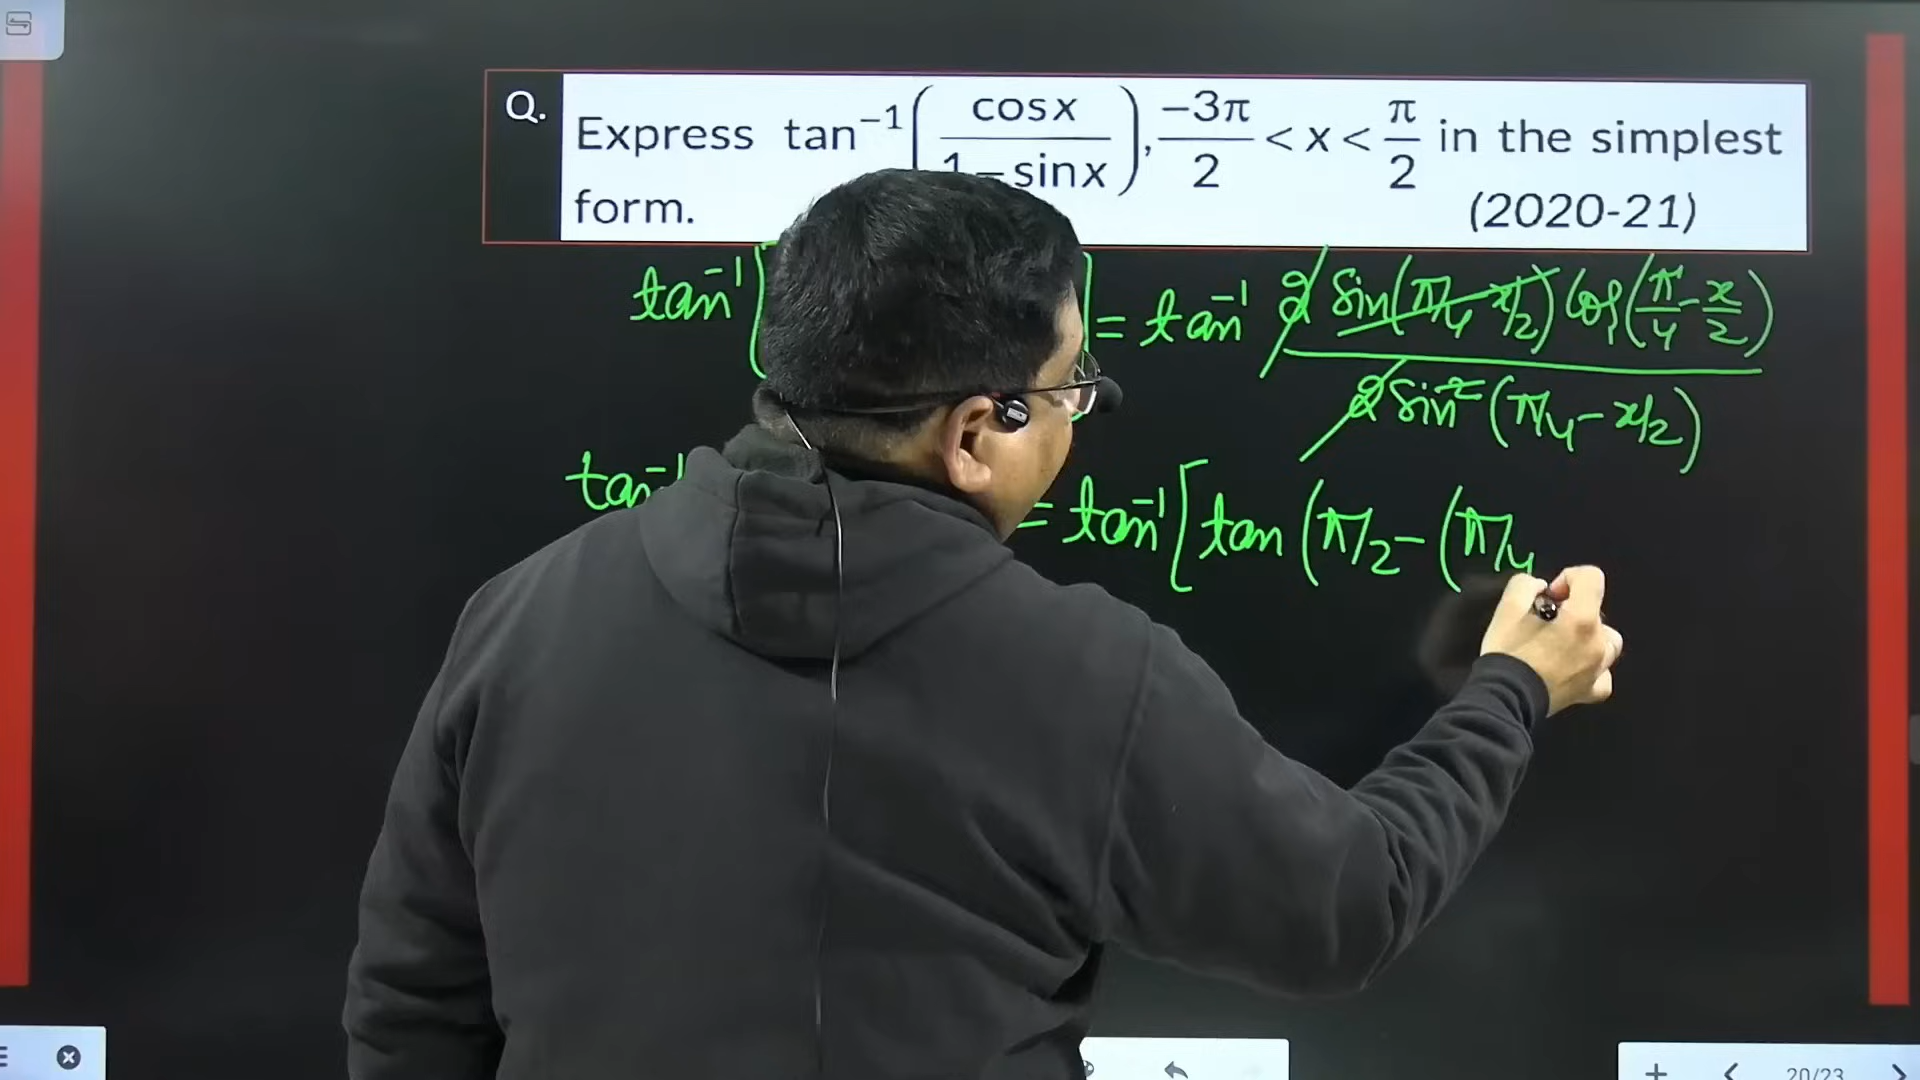 Q. Express tan⁻¹(cosx / 1 − sinx), −3π/2 < x < π/2 in the simplest
form. (2020-21)
tan⁻¹[ ] = tan⁻¹ 2 sin(π/4 − x/2) cos(π/4 − x/2) / 2 sin²(π/4 − x/2)
tan⁻¹ = tan⁻¹[tan(π/2 − (π/4
20/23